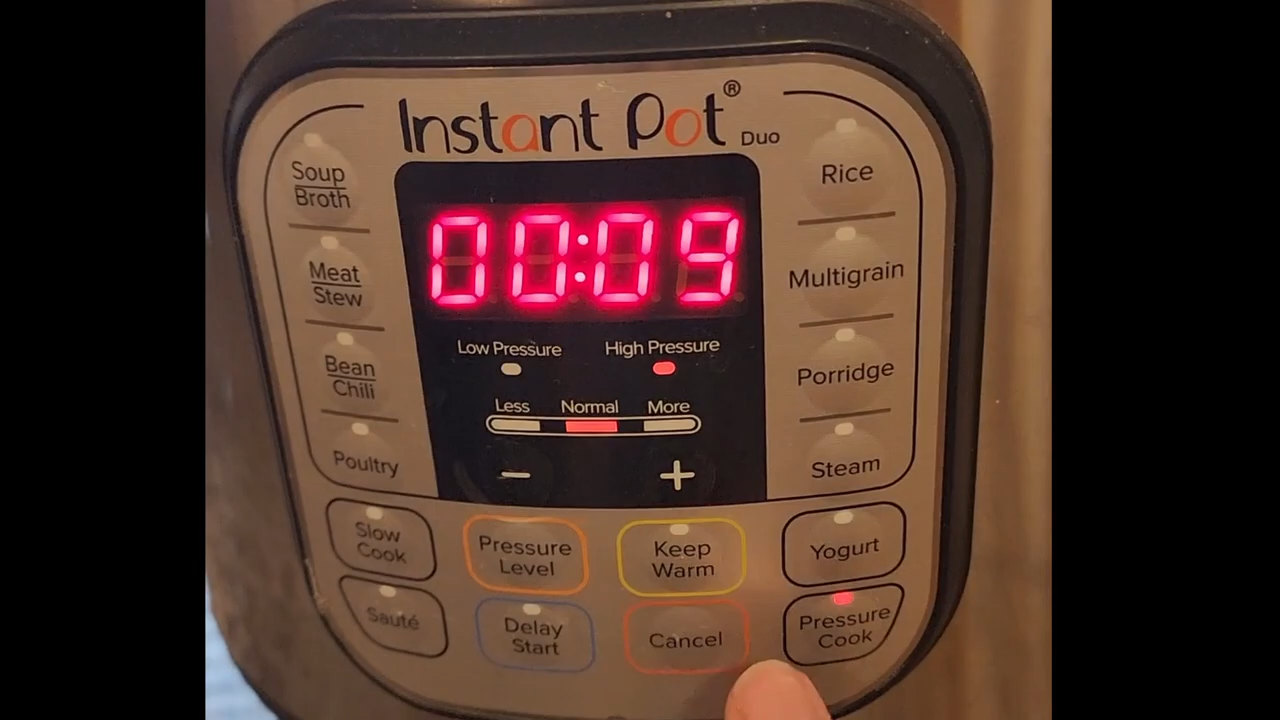 Instant Pot® Duo
00:09
Soup
Broth
Meat
Stew
Bean
Chili
Poultry
Low Pressure
High Pressure
Less
Normal
More
−
+
Rice
Multigrain
Porridge
Steam
Slow
Cook
Pressure
Level
Keep
Warm
Yogurt
Sauté
Delay
Start
Cancel
Pressure
Cook